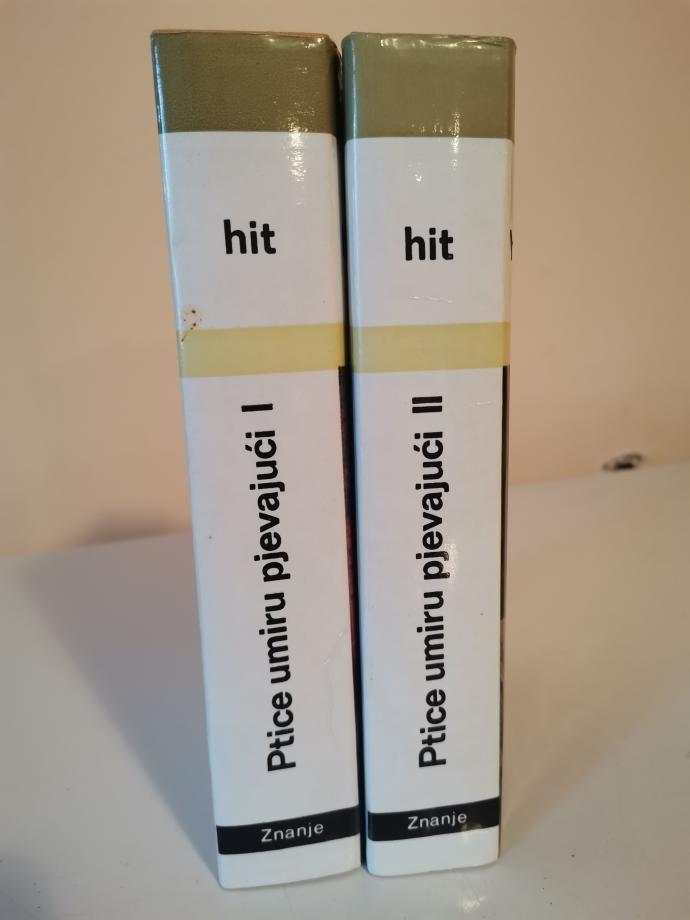 hit
Ptice umiru pjevajući I
Znanje
hit
Ptice umiru pjevajući II
Znanje